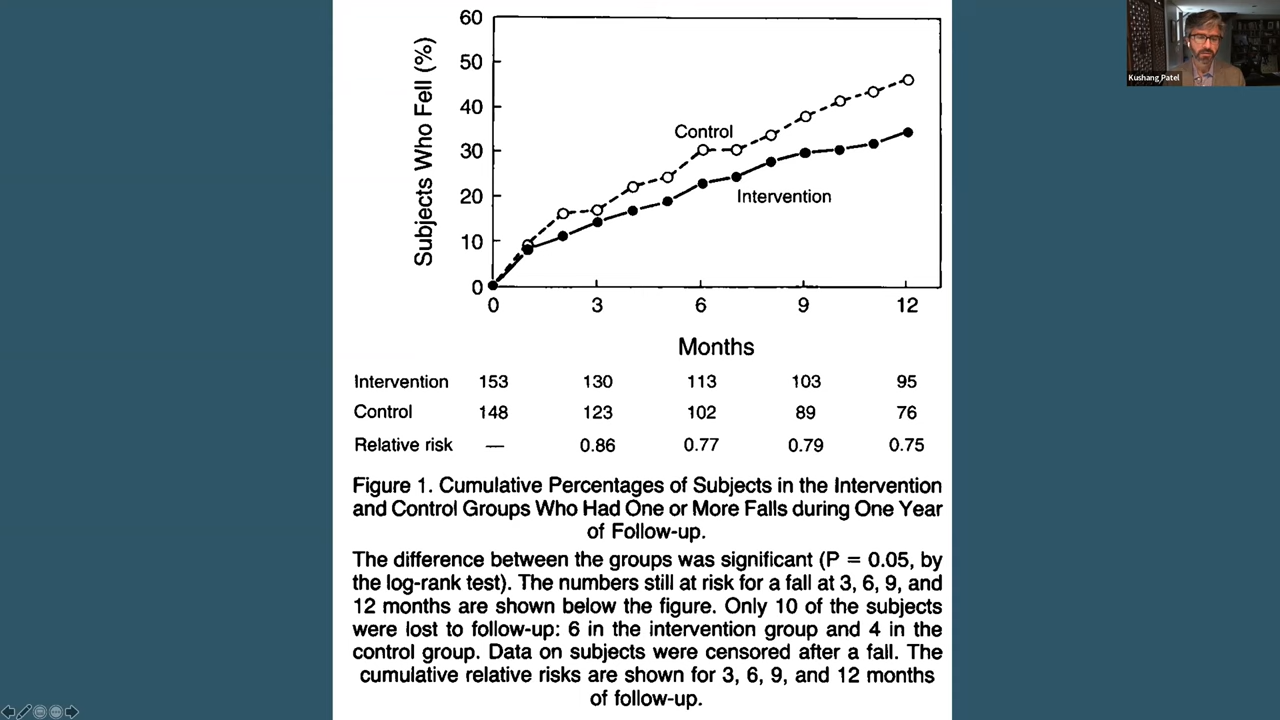 Kushang Patel
60
50
40
30
20
10
0
Subjects Who Fell (%)
Control
Intervention
0 3 6 9 12
Months
Intervention 153 130 113 103 95
Control 148 123 102 89 76
Relative risk — 0.86 0.77 0.79 0.75
Figure 1. Cumulative Percentages of Subjects in the Intervention
and Control Groups Who Had One or More Falls during One Year
of Follow-up.
The difference between the groups was significant (P = 0.05, by
the log-rank test). The numbers still at risk for a fall at 3, 6, 9, and
12 months are shown below the figure. Only 10 of the subjects
were lost to follow-up: 6 in the intervention group and 4 in the
control group. Data on subjects were censored after a fall. The
cumulative relative risks are shown for 3, 6, 9, and 12 months
of follow-up.